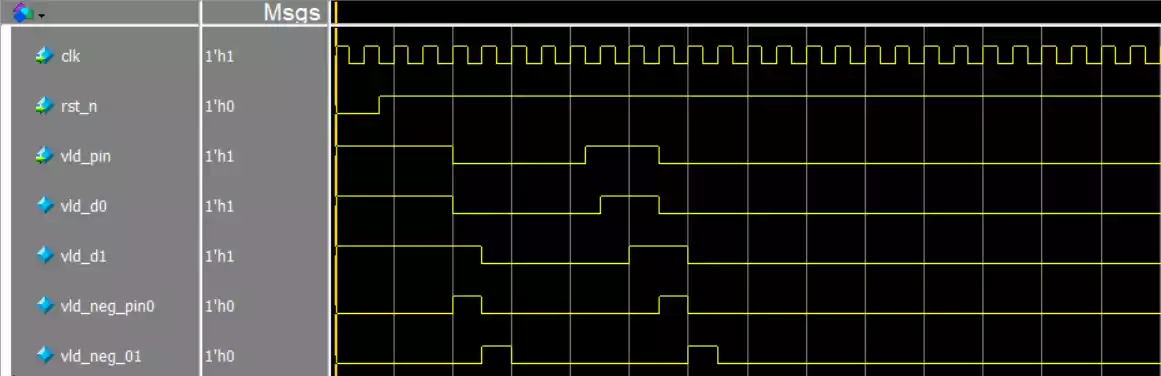 Msgs
clk 1'h1
rst_n 1'h0
vld_pin 1'h1
vld_d0 1'h1
vld_d1 1'h1
vld_neg_pin0 1'h0
vld_neg_01 1'h0